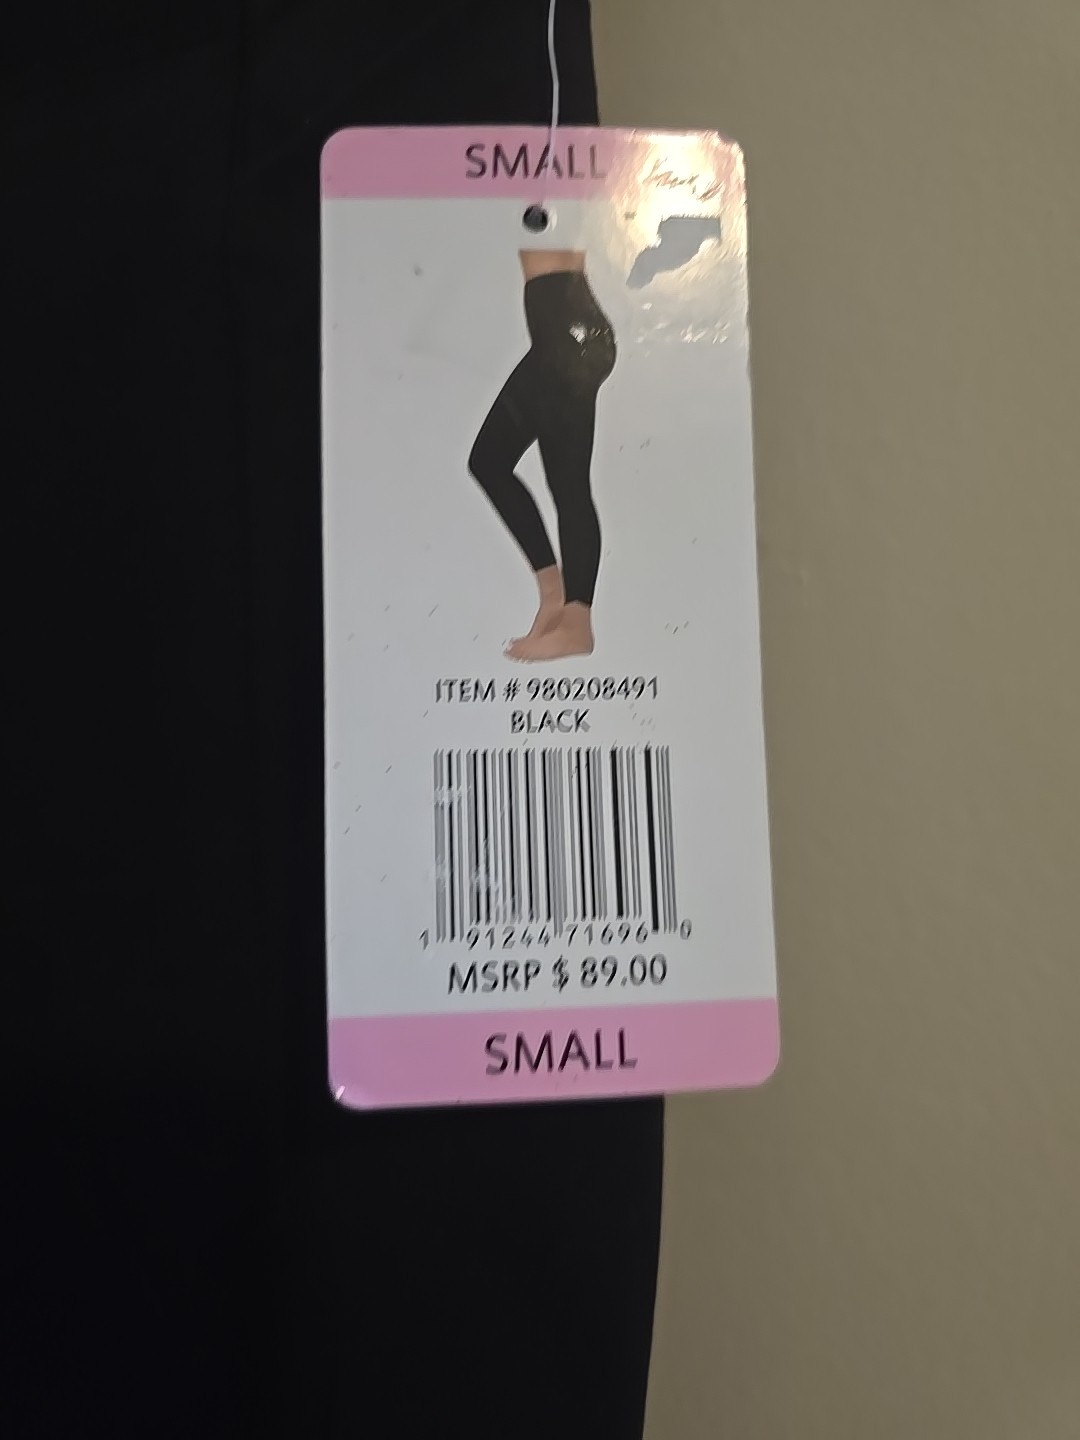 SMALL
ITEM # 980208491
BLACK
1 91244 71696 0
MSRP $ 89.00
SMALL